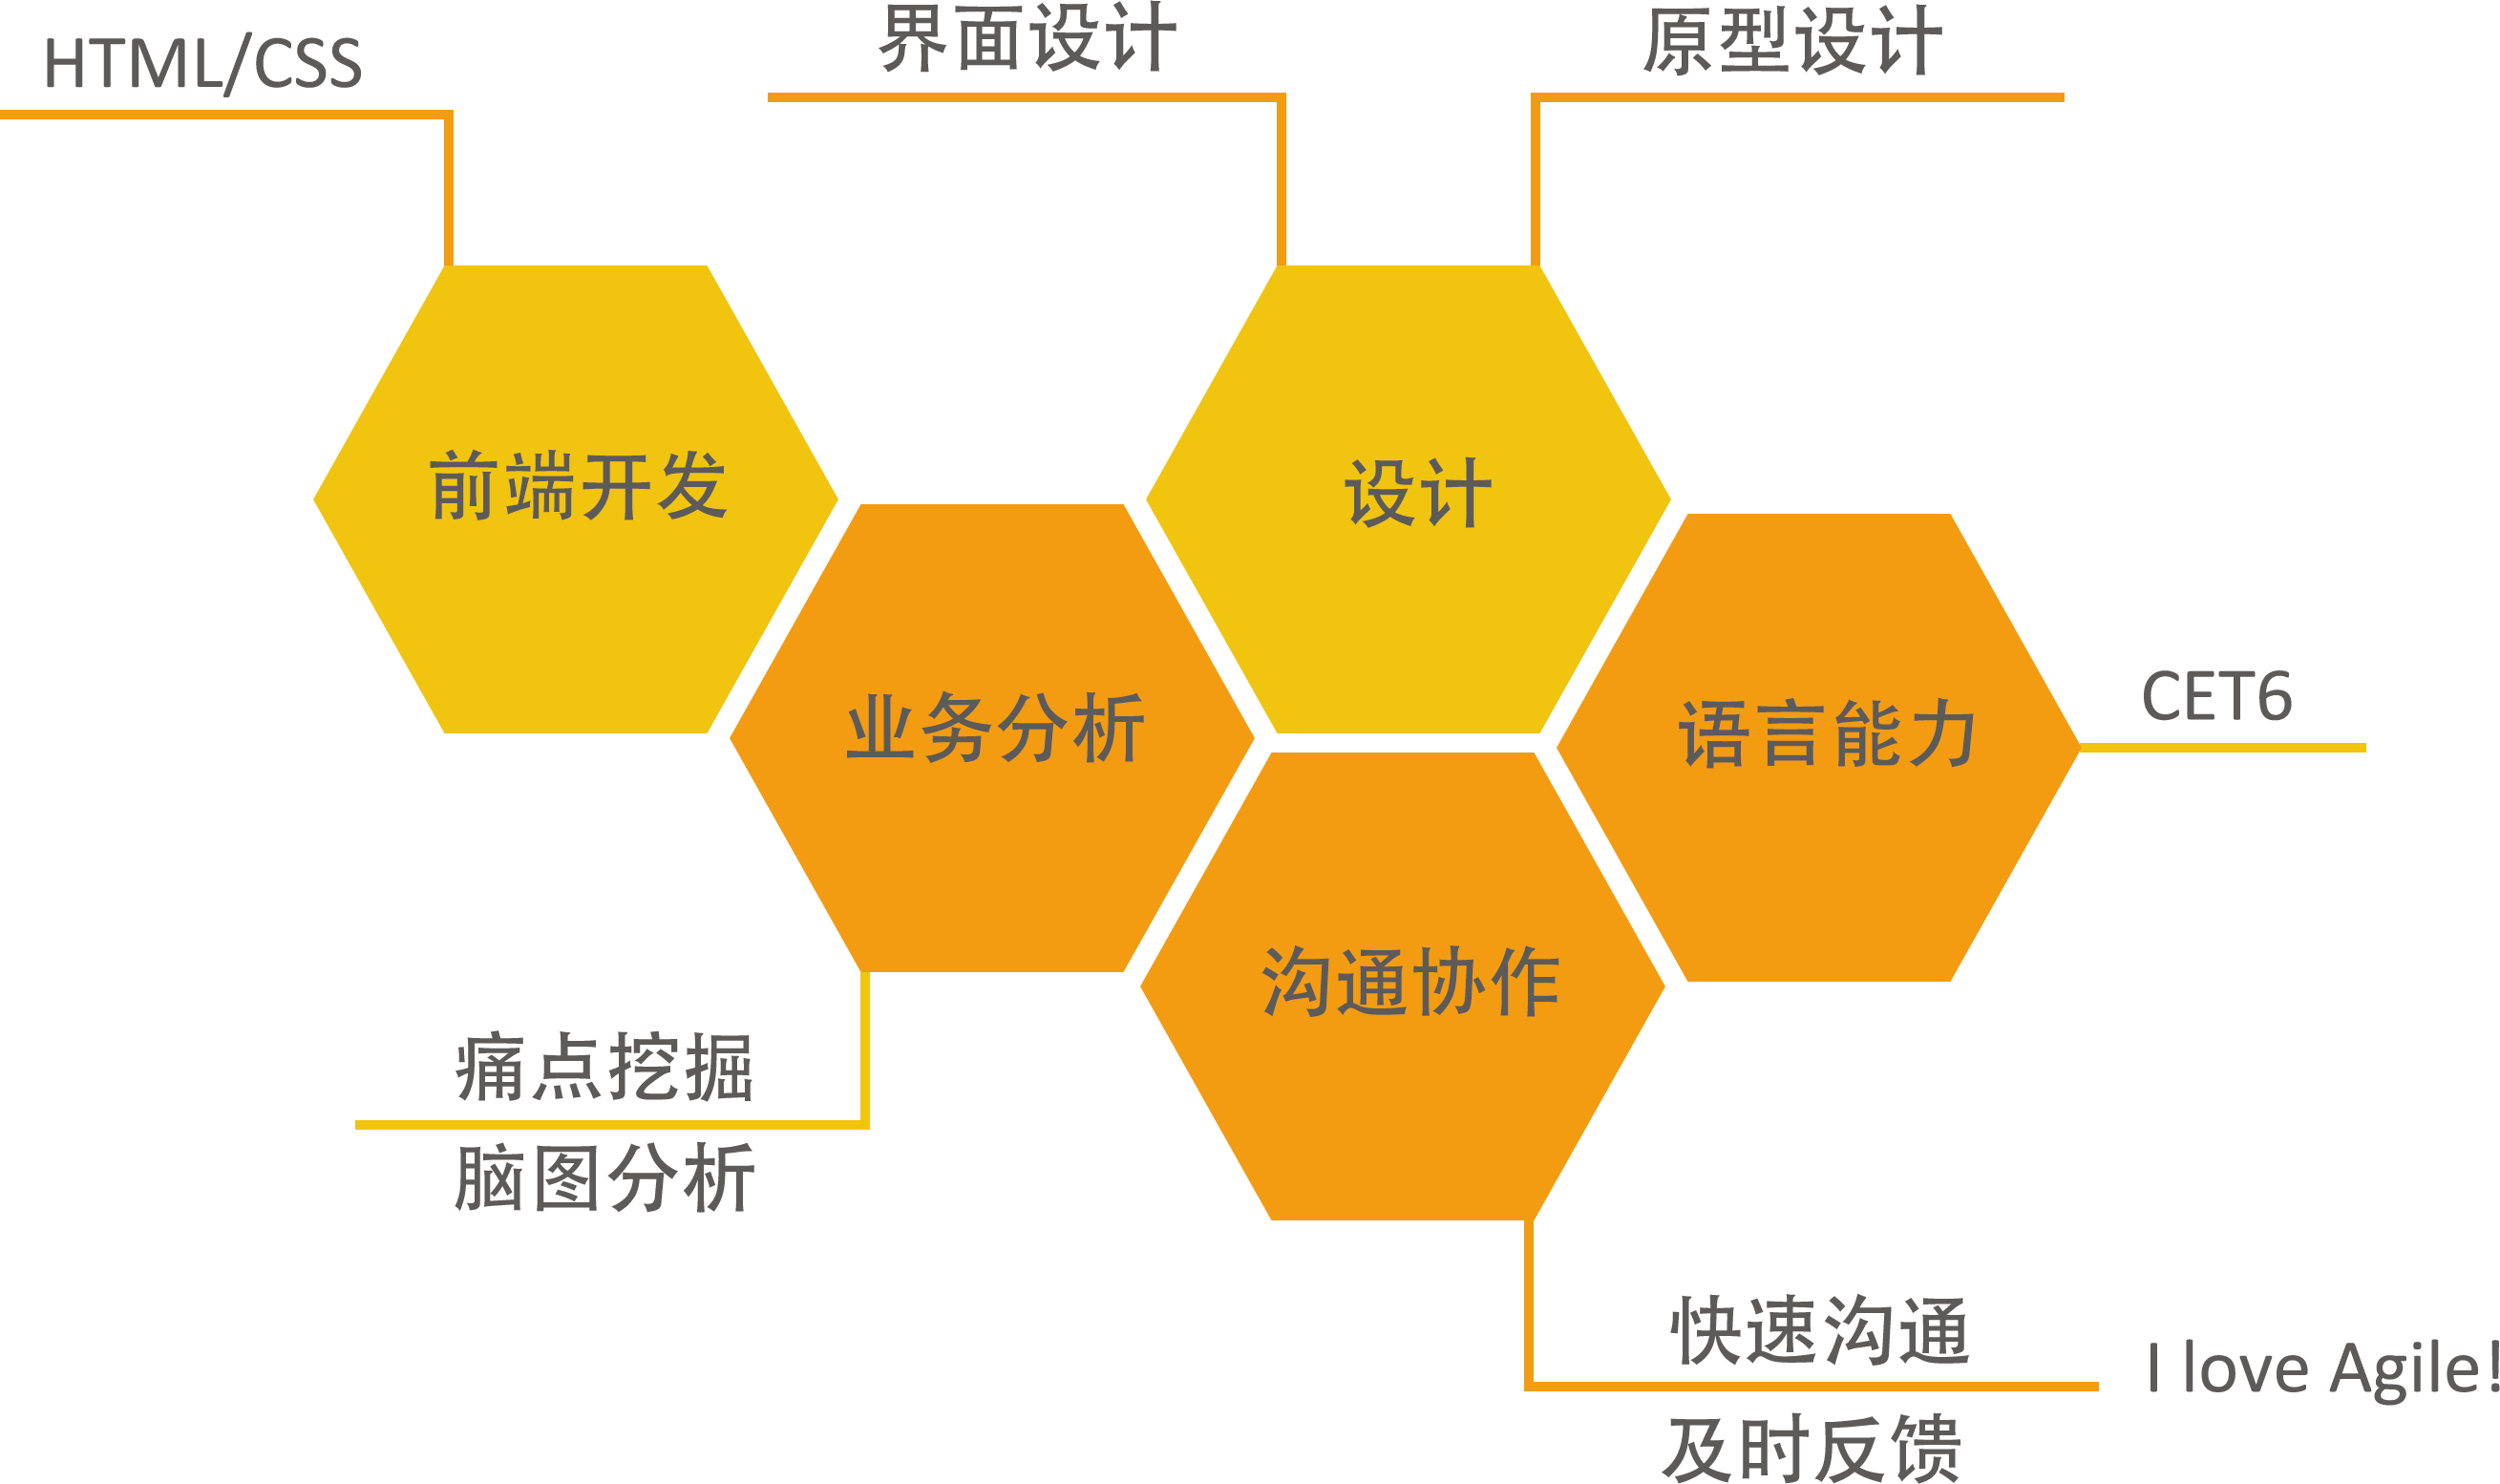 HTML/CSS
界面设计
原型设计
前端开发
设计
业务分析
语言能力
CET6
沟通协作
痛点挖掘
脑图分析
快速沟通
I love Agile!
及时反馈